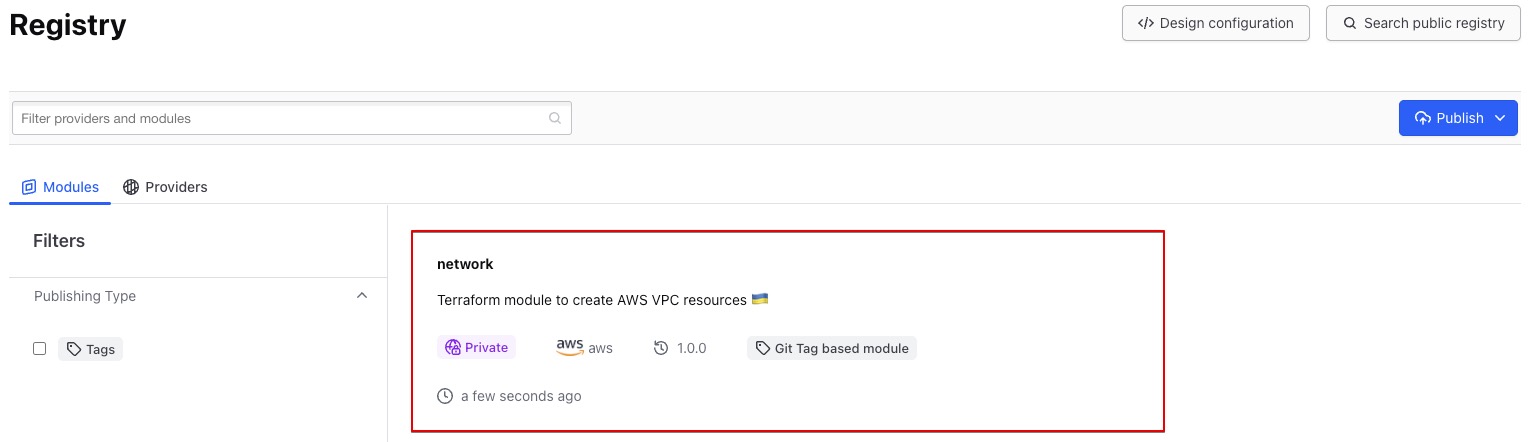 Registry
</> Design configuration
Search public registry
Filter providers and modules
Publish
Modules
Providers
Filters
network
Terraform module to create AWS VPC resources 🇺🇦
Publishing Type
Private
aws aws
1.0.0
Git Tag based module
Tags
a few seconds ago